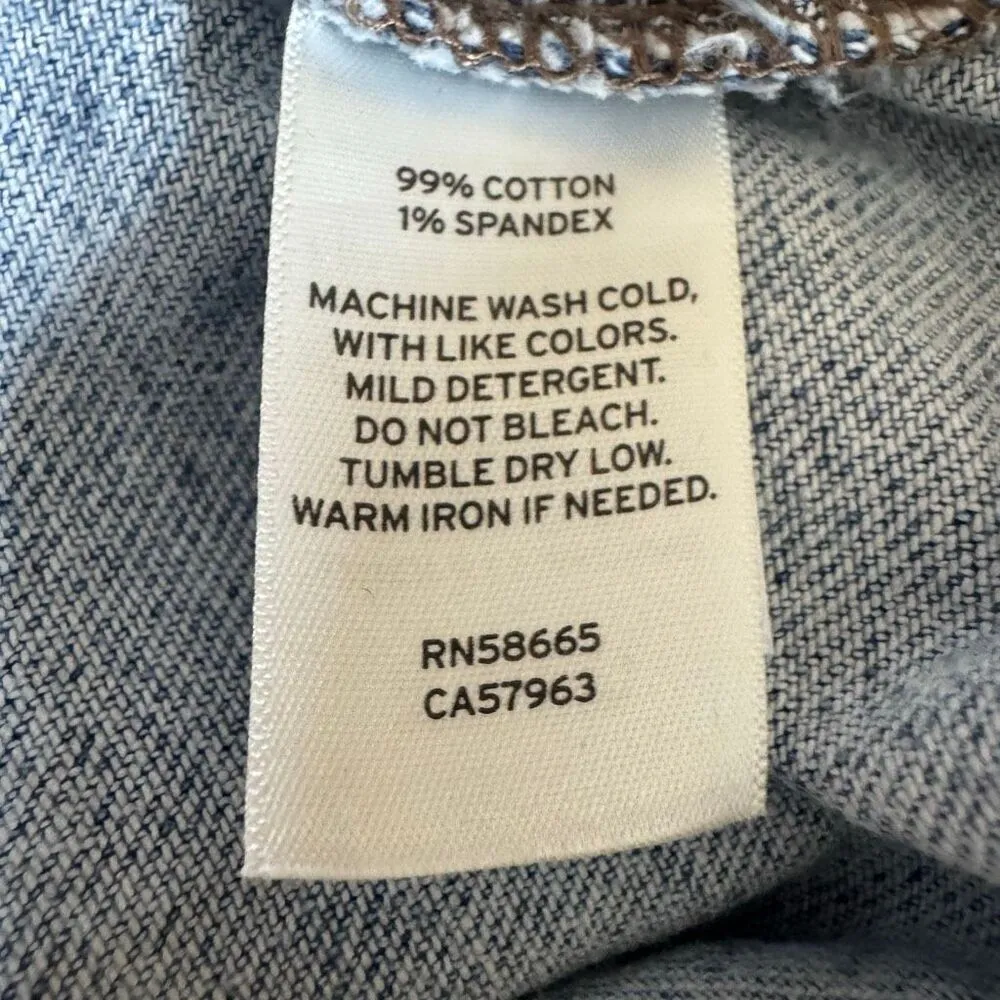 99% COTTON
1% SPANDEX
MACHINE WASH COLD,
WITH LIKE COLORS.
MILD DETERGENT.
DO NOT BLEACH.
TUMBLE DRY LOW.
WARM IRON IF NEEDED.
RN58665
CA57963